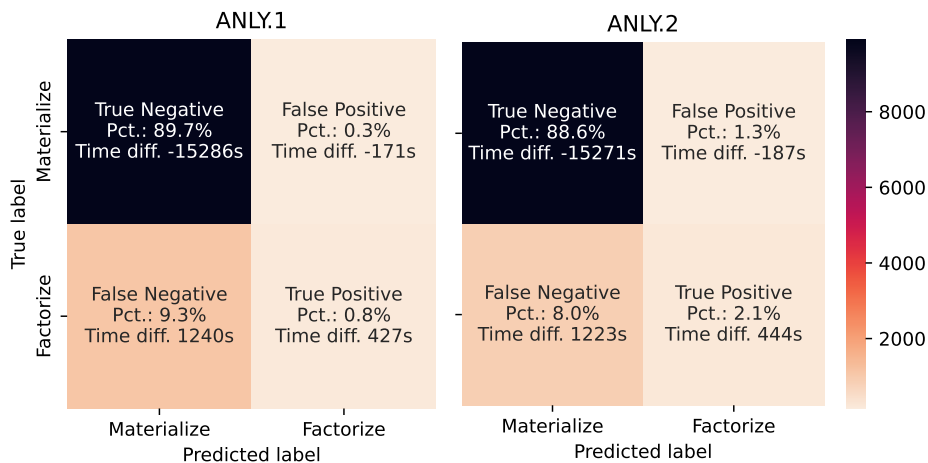 ANLY.1
ANLY.2
True label
Materialize
Factorize
True Negative
Pct.: 89.7%
Time diff. -15286s
False Positive
Pct.: 0.3%
Time diff. -171s
False Negative
Pct.: 9.3%
Time diff. 1240s
True Positive
Pct.: 0.8%
Time diff. 427s
Materialize
Factorize
Predicted label
True Negative
Pct.: 88.6%
Time diff. -15271s
False Positive
Pct.: 1.3%
Time diff. -187s
False Negative
Pct.: 8.0%
Time diff. 1223s
True Positive
Pct.: 2.1%
Time diff. 444s
Materialize
Factorize
Predicted label
8000
6000
4000
2000